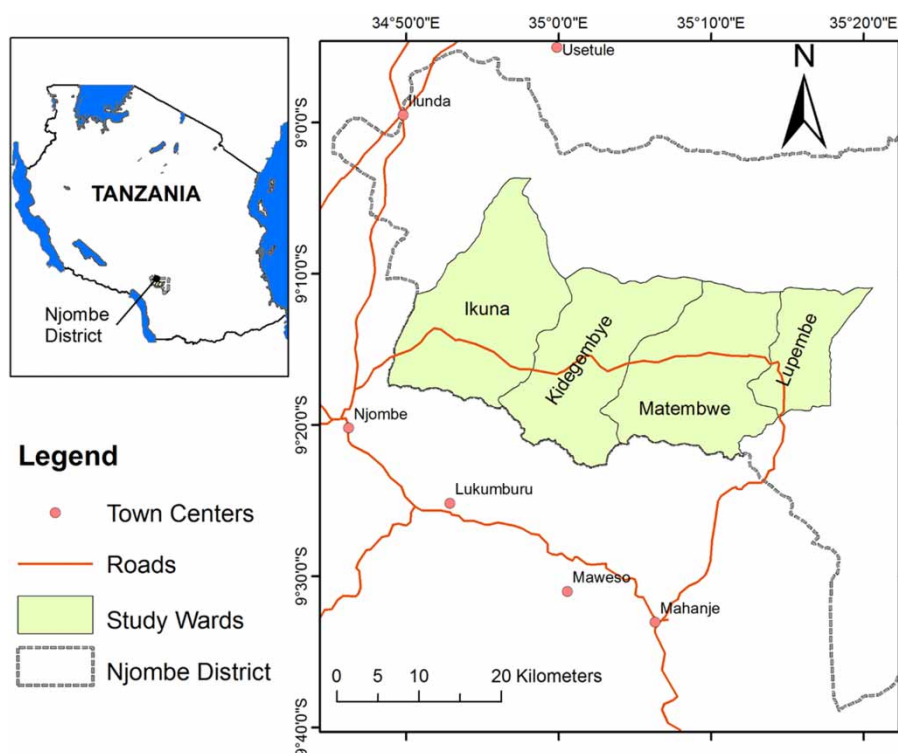 34°50'0"E 35°0'0"E 35°10'0"E 35°20'0"E
TANZANIA
Njombe
District
Legend
Town Centers
Roads
Study Wards
Njombe District
9°0'0"S
9°10'0"S
9°20'0"S
9°30'0"S
9°40'0"S
N
Usetule
Ilunda
Ikuna
Kidegembye
Lupembe
Matembwe
Njombe
Lukumburu
Maweso
Mahanje
0 5 10 20 Kilometers